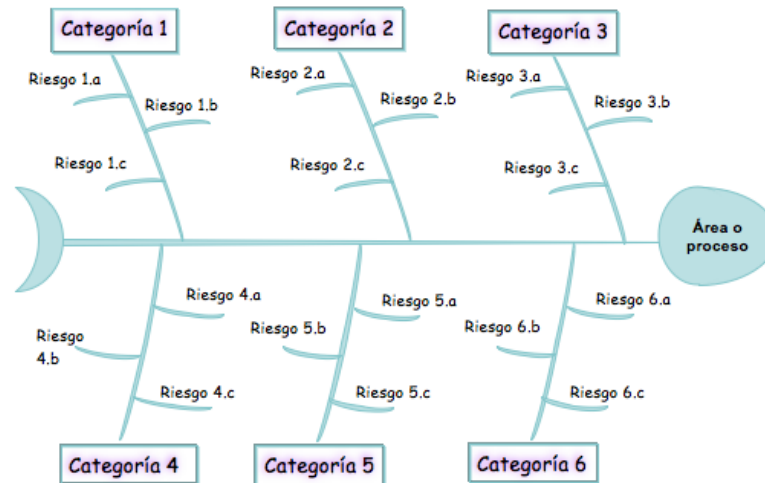 Categoría 1
Categoría 2
Categoría 3
Riesgo 1.a
Riesgo 1.b
Riesgo 1.c
Riesgo 2.a
Riesgo 2.b
Riesgo 2.c
Riesgo 3.a
Riesgo 3.b
Riesgo 3.c
Área o
proceso
Riesgo 4.a
Riesgo
4.b
Riesgo 4.c
Riesgo 5.a
Riesgo 5.b
Riesgo 5.c
Riesgo 6.a
Riesgo 6.b
Riesgo 6.c
Categoría 4
Categoría 5
Categoría 6